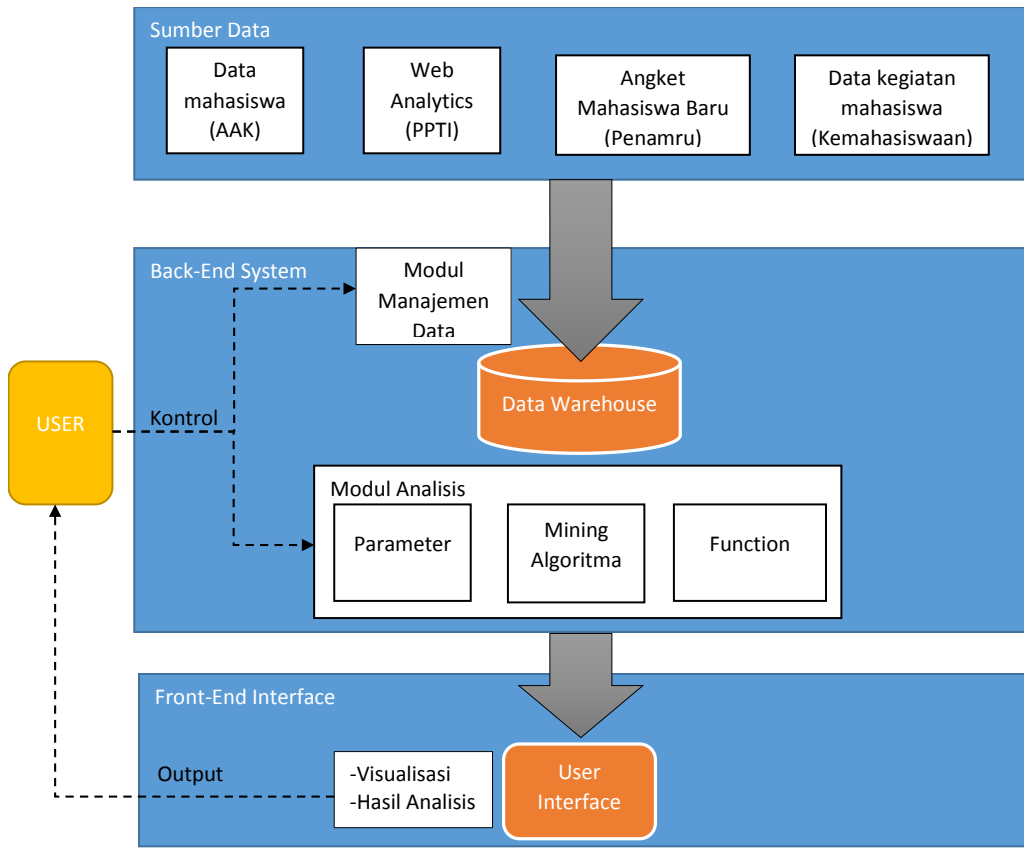 Sumber Data
Data
mahasiswa
(AAK)
Web
Analytics
(PPTI)
Angket
Mahasiswa Baru
(Penamru)
Data kegiatan
mahasiswa
(Kemahasiswaan)
Back-End System
Modul
Manajemen
Data
Data Warehouse
USER
Kontrol
Modul Analisis
Parameter
Mining
Algoritma
Function
Front-End Interface
Output
-Visualisasi
-Hasil Analisis
User
Interface